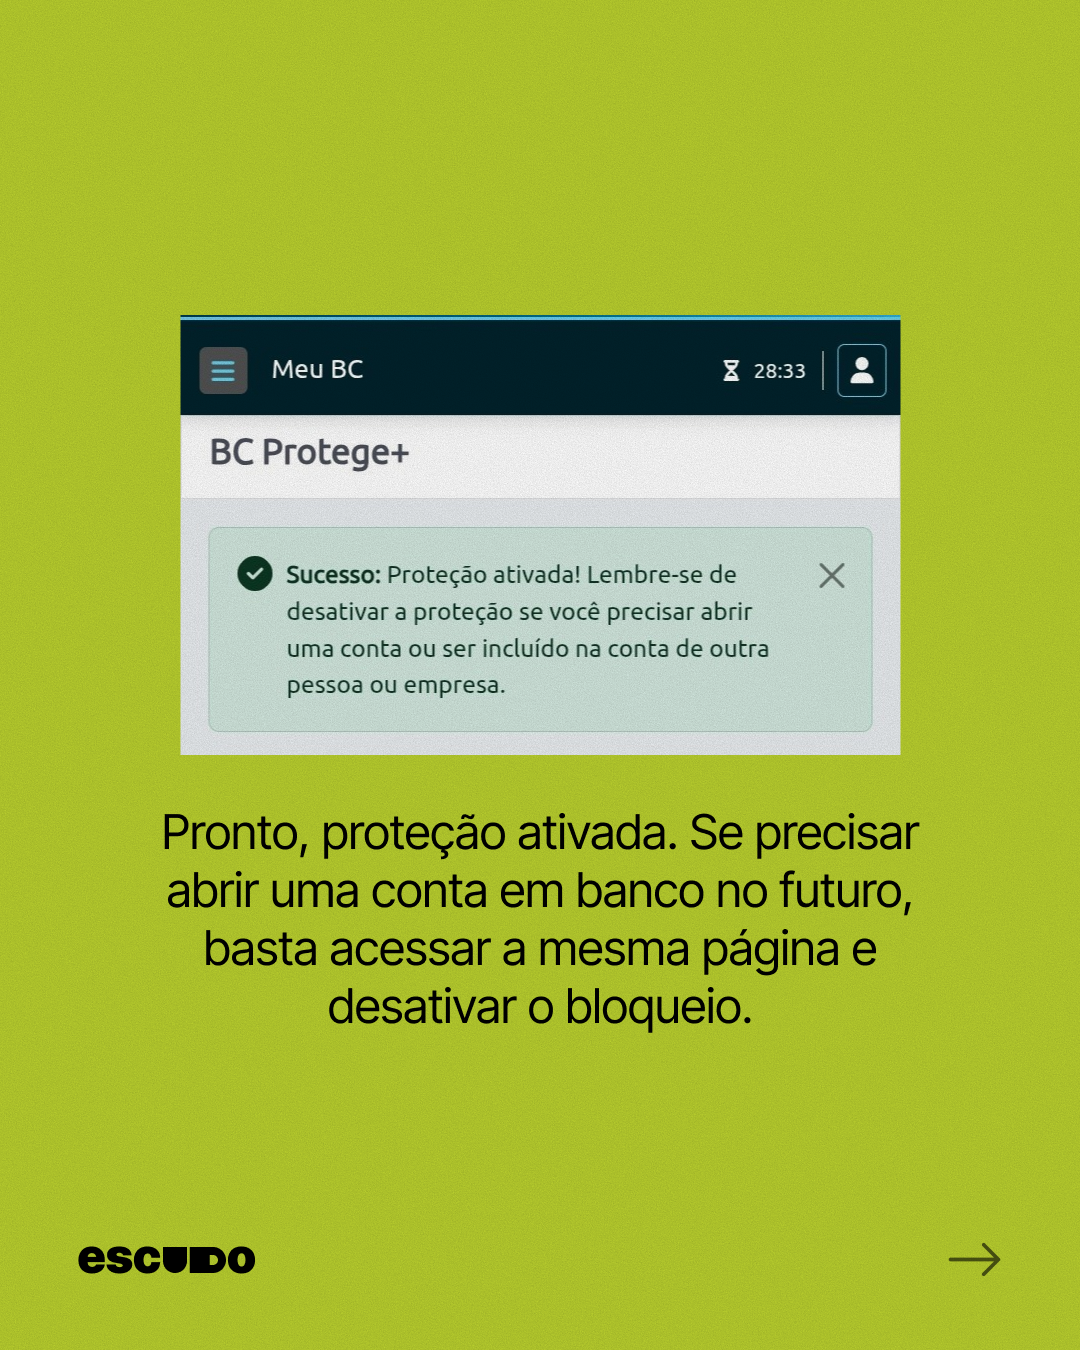 Meu BC
28:33
BC Protege+
Sucesso: Proteção ativada! Lembre-se de
desativar a proteção se você precisar abrir
uma conta ou ser incluído na conta de outra
pessoa ou empresa.
Pronto, proteção ativada. Se precisar
abrir uma conta em banco no futuro,
basta acessar a mesma página e
desativar o bloqueio.
escudo